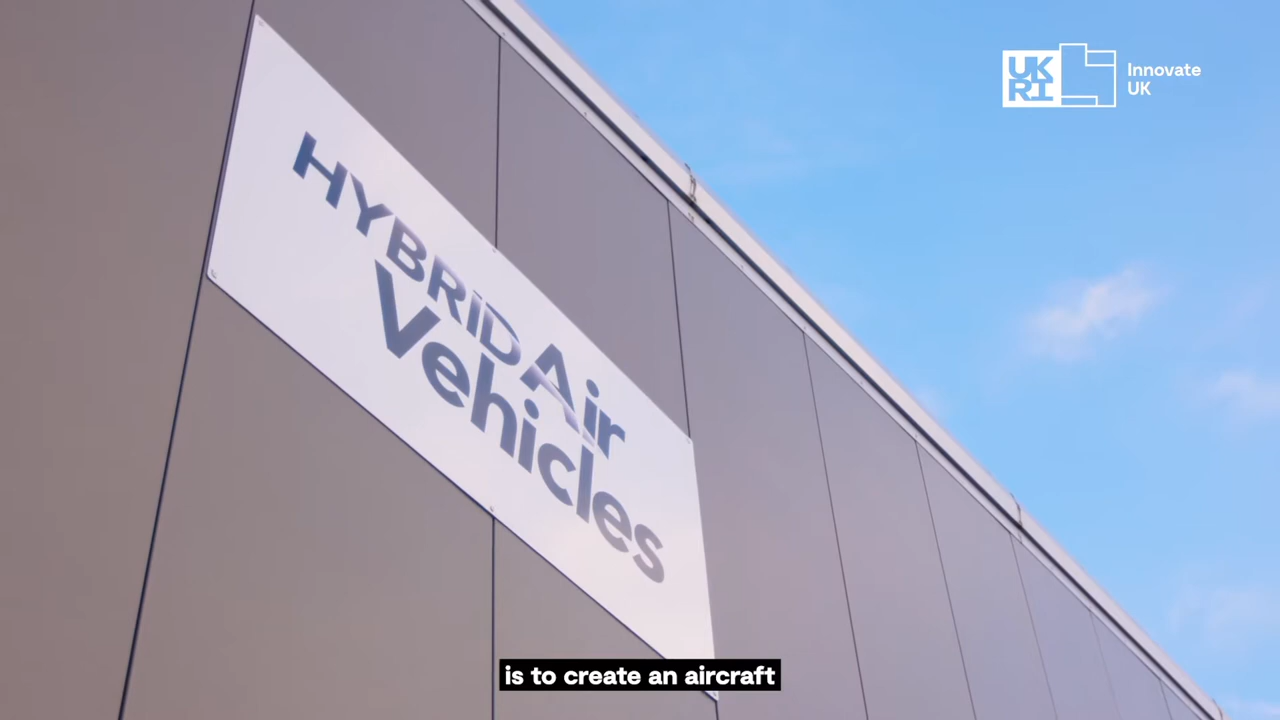 HYBRID Air
Vehicles
UK
RI
Innovate
UK
is to create an aircraft